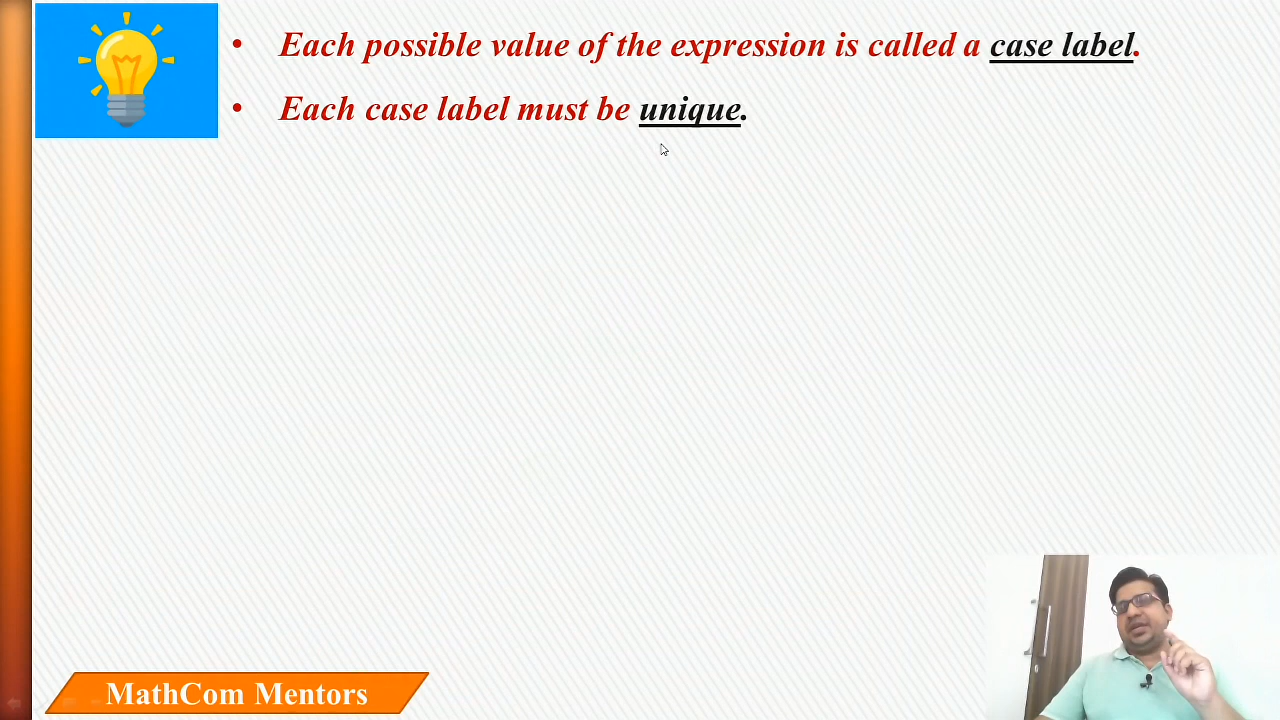 • Each possible value of the expression is called a case label.
• Each case label must be unique.
MathCom Mentors